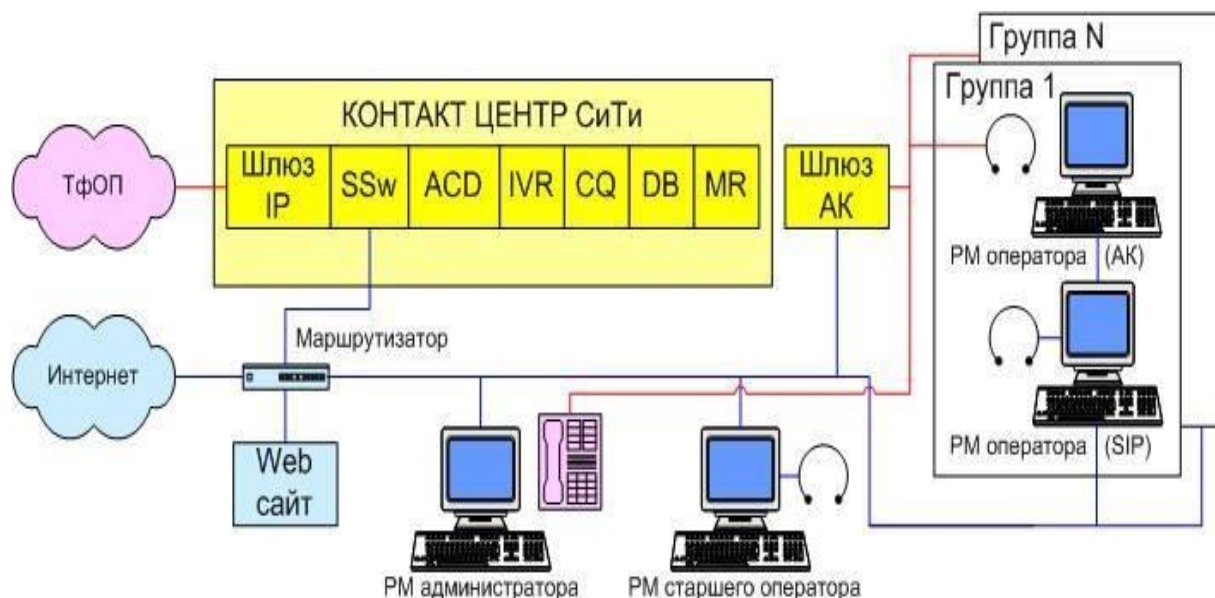 Группа N
Группа 1
КОНТАКТ ЦЕНТР СиТи
ТфОП
Шлюз
IP
SSw
ACD
IVR
CQ
DB
MR
Шлюз
АК
РМ оператора (АК)
Маршрутизатор
Интернет
РМ оператора (SIP)
Web
сайт
РМ администратора
РМ старшего оператора